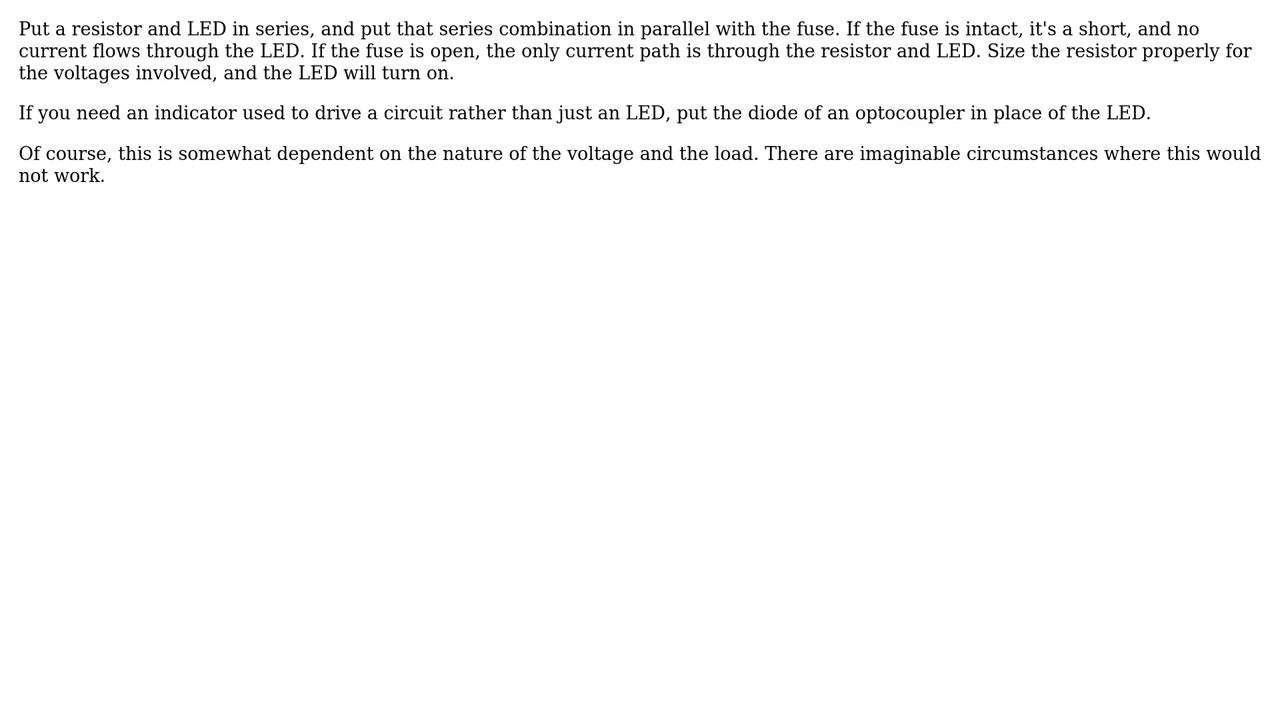 Put a resistor and LED in series, and put that series combination in parallel with the fuse. If the fuse is intact, it's a short, and no
current flows through the LED. If the fuse is open, the only current path is through the resistor and LED. Size the resistor properly for
the voltages involved, and the LED will turn on.
If you need an indicator used to drive a circuit rather than just an LED, put the diode of an optocoupler in place of the LED.
Of course, this is somewhat dependent on the nature of the voltage and the load. There are imaginable circumstances where this would
not work.